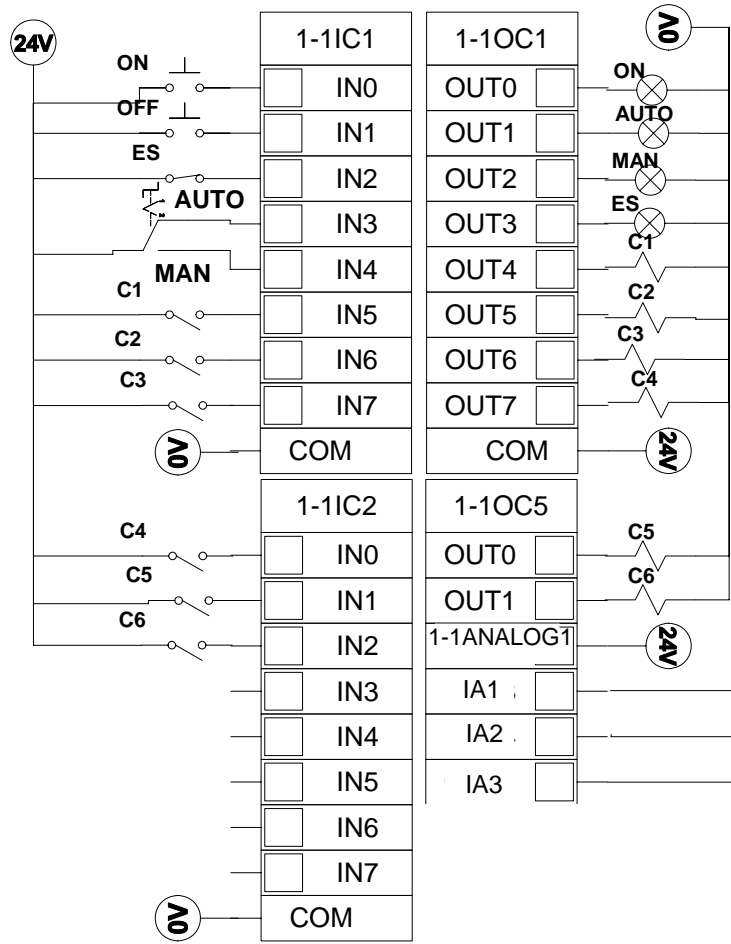 24V
1-1IC1
1-1OC1
0V
ON
IN0
OUT0
ON
OFF
IN1
OUT1
AUTO
ES
IN2
OUT2
MAN
AUTO
IN3
OUT3
ES
MAN
IN4
OUT4
C1
C1
IN5
OUT5
C2
C2
IN6
OUT6
C3
C3
IN7
OUT7
C4
0V
COM
COM
24V
1-1IC2
1-1OC5
C4
IN0
OUT0
C5
C5
IN1
OUT1
C6
C6
IN2
1-1ANALOG1
24V
IN3
IA1
IN4
IA2
IN5
IA3
IN6
IN7
0V
COM